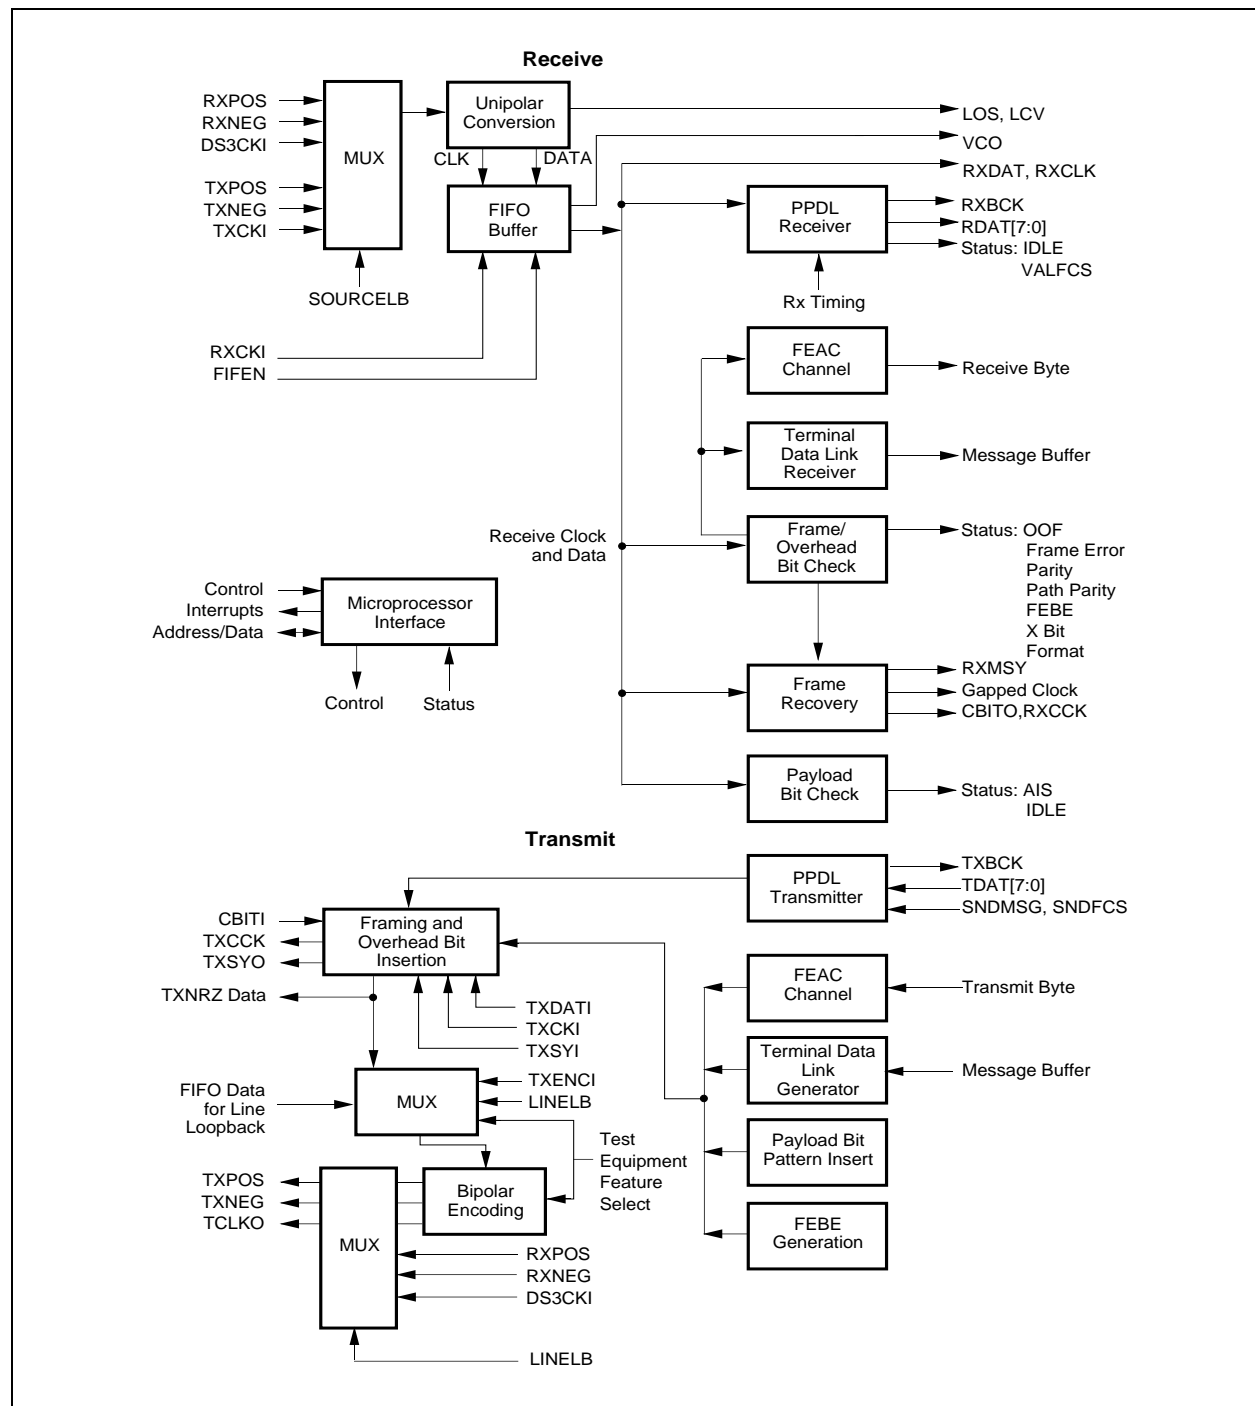 Receive
RXPOS
RXNEG
DS3CKI
TXPOS
TXNEG
TXCKI
MUX
SOURCELB
Unipolar
Conversion
CLK
DATA
FIFO
Buffer
RXCKI
FIFEN
LOS, LCV
VCO
RXDAT, RXCLK
PPDL
Receiver
RXBCK
RDAT[7:0]
Status: IDLE
VALFCS
Rx Timing
FEAC
Channel
Receive Byte
Terminal
Data Link
Receiver
Message Buffer
Receive Clock
and Data
Frame/
Overhead
Bit Check
Status: OOF
Frame Error
Parity
Path Parity
FEBE
X Bit
Format
Control
Interrupts
Address/Data
Microprocessor
Interface
Control
Status
Frame
Recovery
RXMSY
Gapped Clock
CBITO,RXCCK
Payload
Bit Check
Status: AIS
IDLE
Transmit
PPDL
Transmitter
TXBCK
TDAT[7:0]
SNDMSG, SNDFCS
CBITI
TXCCK
TXSYO
Framing and
Overhead Bit
Insertion
TXNRZ Data
TXDATI
TXCKI
TXSYI
FEAC
Channel
Transmit Byte
Terminal Data
Link
Generator
Message Buffer
FIFO Data
for Line
Loopback
MUX
TXENCI
LINELB
Test
Equipment
Feature
Select
Payload Bit
Pattern Insert
TXPOS
TXNEG
TCLKO
MUX
Bipolar
Encoding
FEBE
Generation
RXPOS
RXNEG
DS3CKI
LINELB